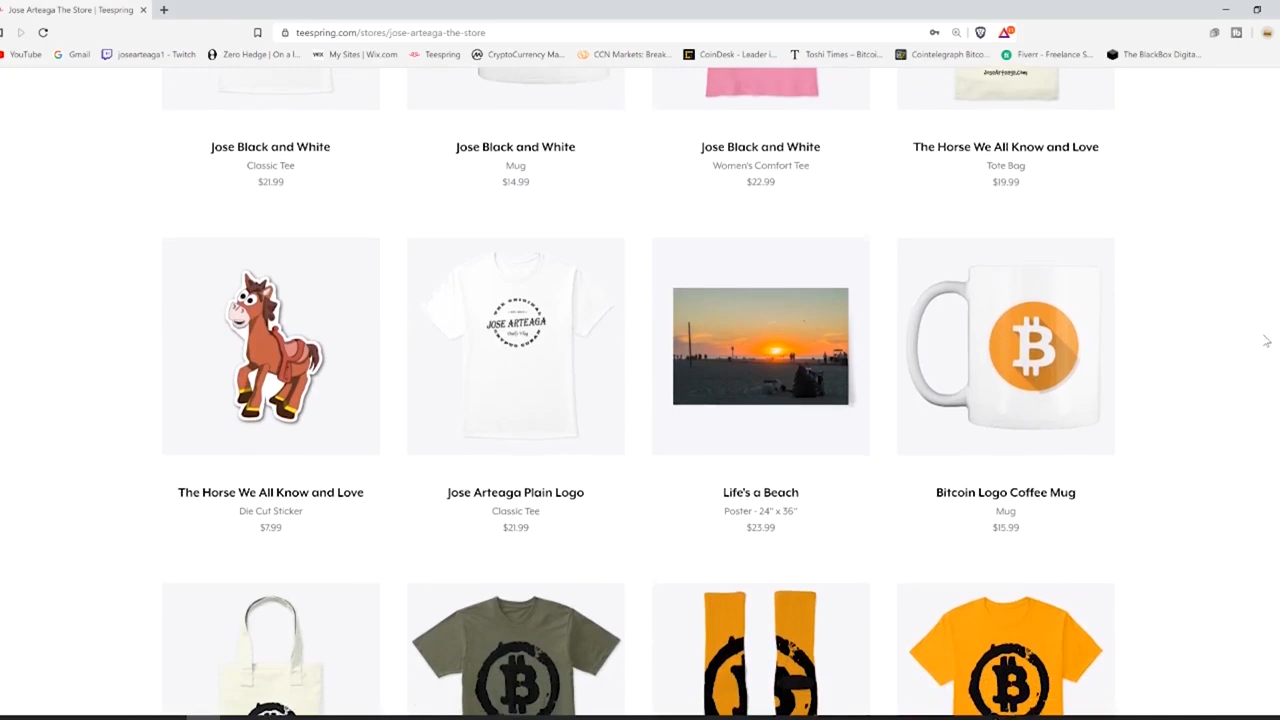 Jose Arteaga The Store | Teespring
teespring.com/stores/jose-arteaga-the-store
YouTube
Gmail
josearteaga1 - Twitch
Zero Hedge | On a l...
WIX My Sites | Wix.com
Teespring
CryptoCurrency Ma...
CCN Markets: Break...
CoinDesk - Leader i...
Toshi Times – Bitcoi...
Cointelegraph Bitco...
Fiverr - Freelance S...
The BlackBox Digita...
JoseArteaga.com
Jose Black and White
Classic Tee
$21.99
Jose Black and White
Mug
$14.99
Jose Black and White
Women's Comfort Tee
$22.99
The Horse We All Know and Love
Tote Bag
$19.99
THE ORIGINAL
JOSE ARTEAGA
Daily Vlog
The Horse We All Know and Love
Die Cut Sticker
$7.99
Jose Arteaga Plain Logo
Classic Tee
$21.99
Life's a Beach
Poster - 24" x 36"
$23.99
Bitcoin Logo Coffee Mug
Mug
$15.99